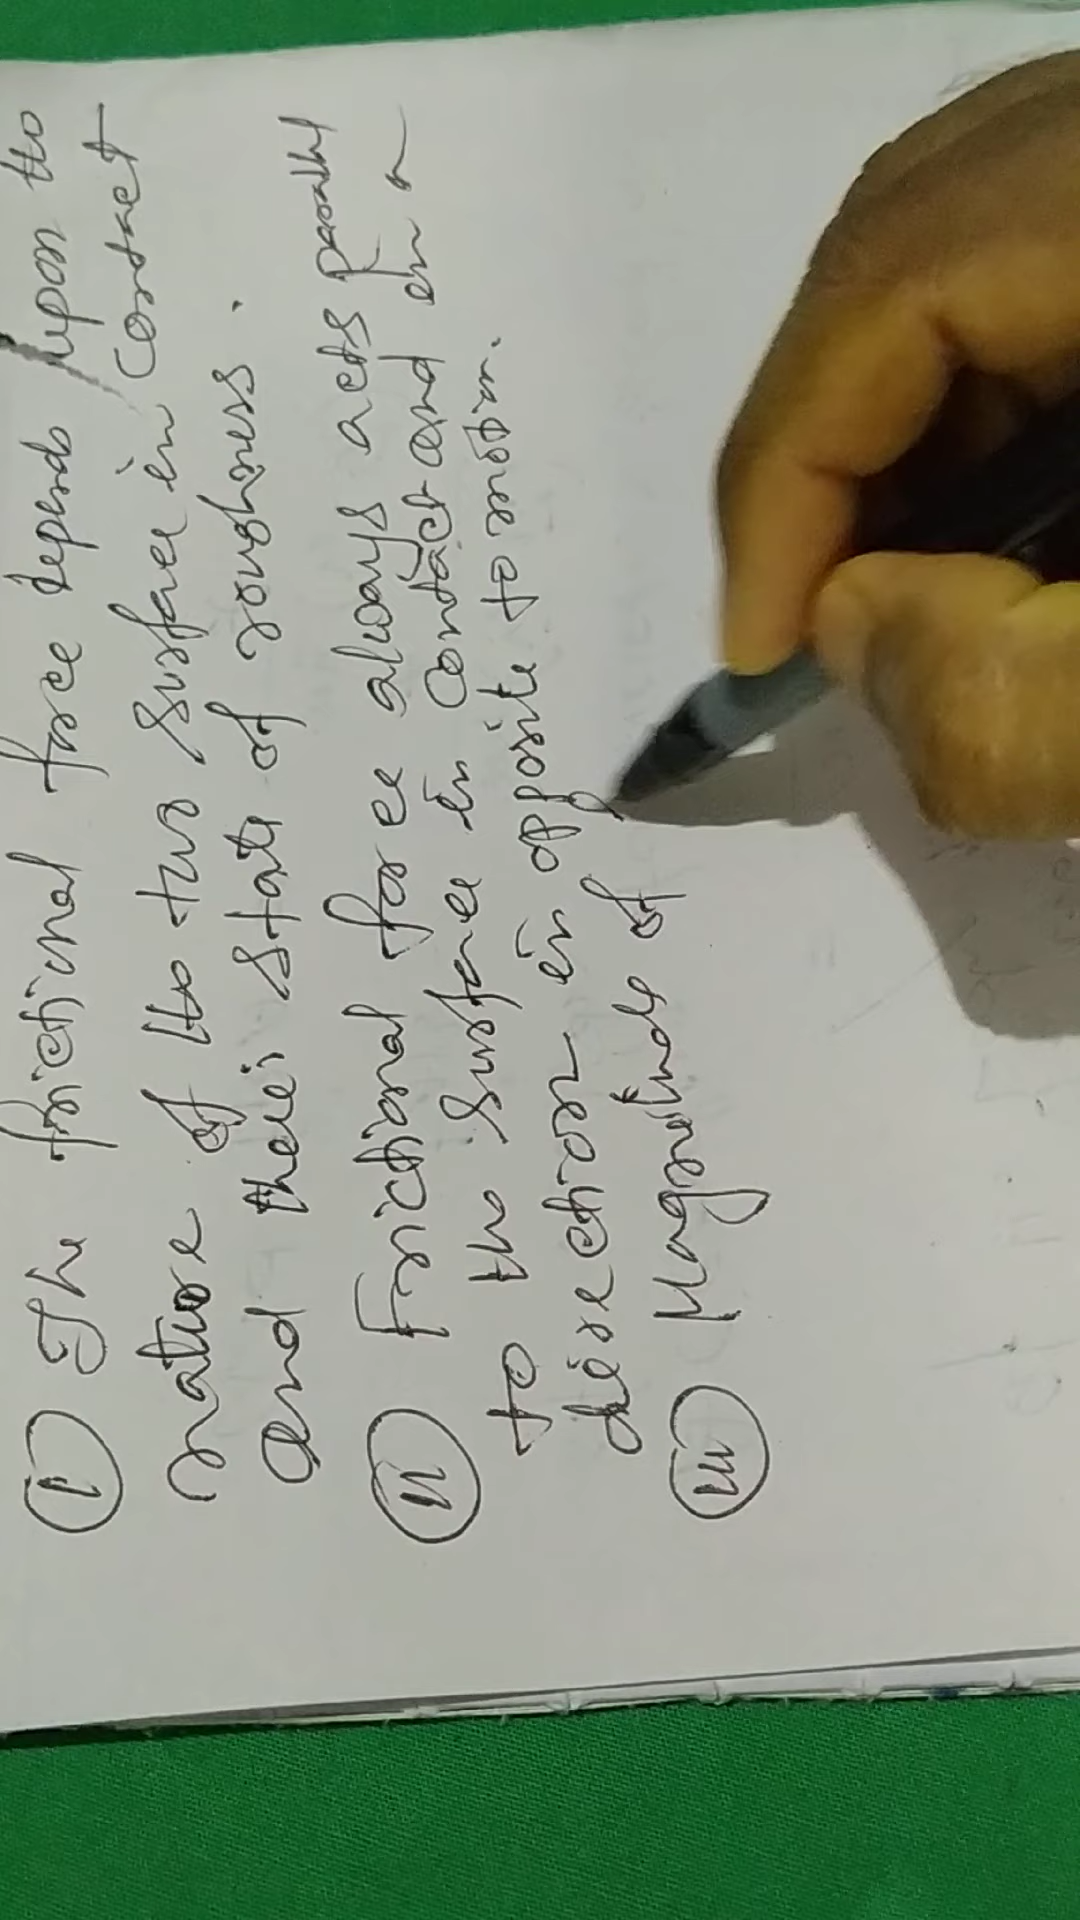 (I) The frictional force depends upon the
nature of the two surface in contact
and their state of roughness.
(II) Frictional force always acts
to the surface in contact and in a
direction in opposite to motion.
(III) Magnitude of